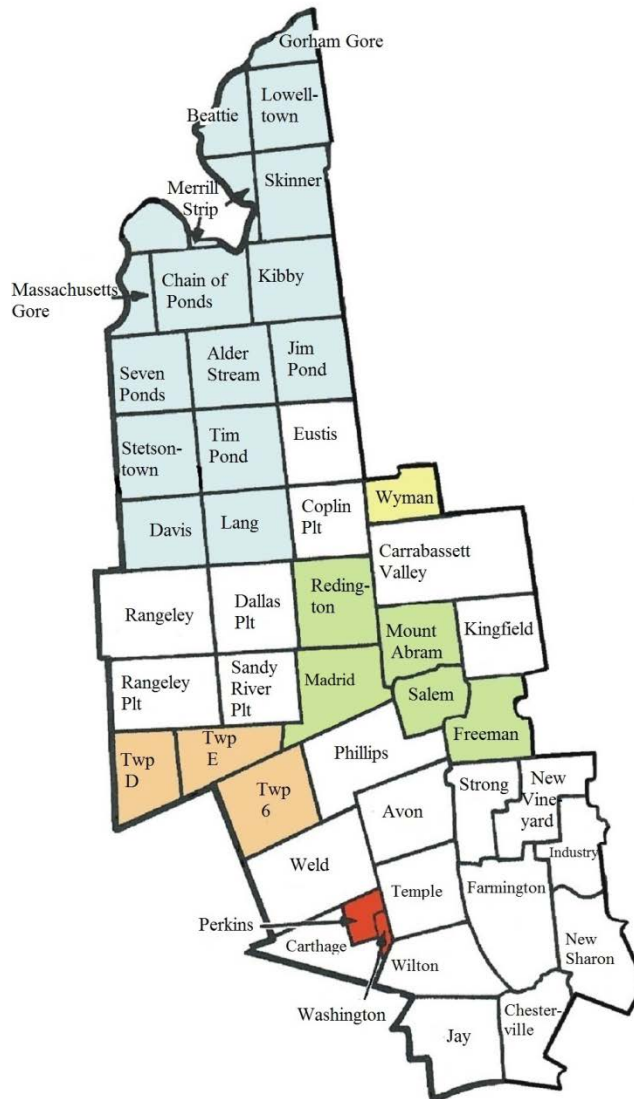 Gorham Gore
Lowell-
town
Beattie
Skinner
Merrill
Strip
Massachusetts
Gore
Chain of
Ponds
Kibby
Seven
Ponds
Alder
Stream
Jim
Pond
Stetson-
town
Tim
Pond
Eustis
Wyman
Davis
Lang
Coplin
Plt
Carrabassett
Valley
Rangeley
Dallas
Plt
Reding-
ton
Mount
Abram
Kingfield
Rangeley
Plt
Sandy
River
Plt
Madrid
Salem
Freeman
Twp
D
Twp
E
Phillips
Twp
6
Strong
New
Vine-
yard
Avon
Industry
Weld
Temple
Farmington
Perkins
Carthage
Wilton
New
Sharon
Washington
Jay
Chester-
ville